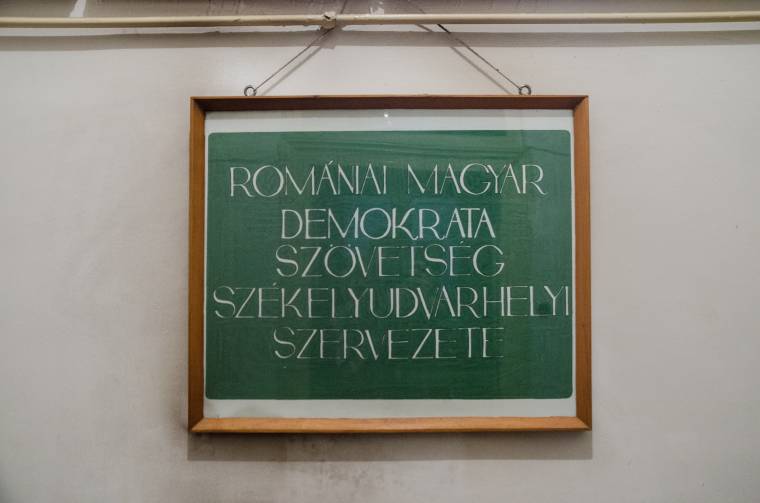 ROMÁNIAI MAGYAR
DEMOKRATA
SZÖVETSÉG
SZÉKELYUDVARHELYI
SZERVEZETE